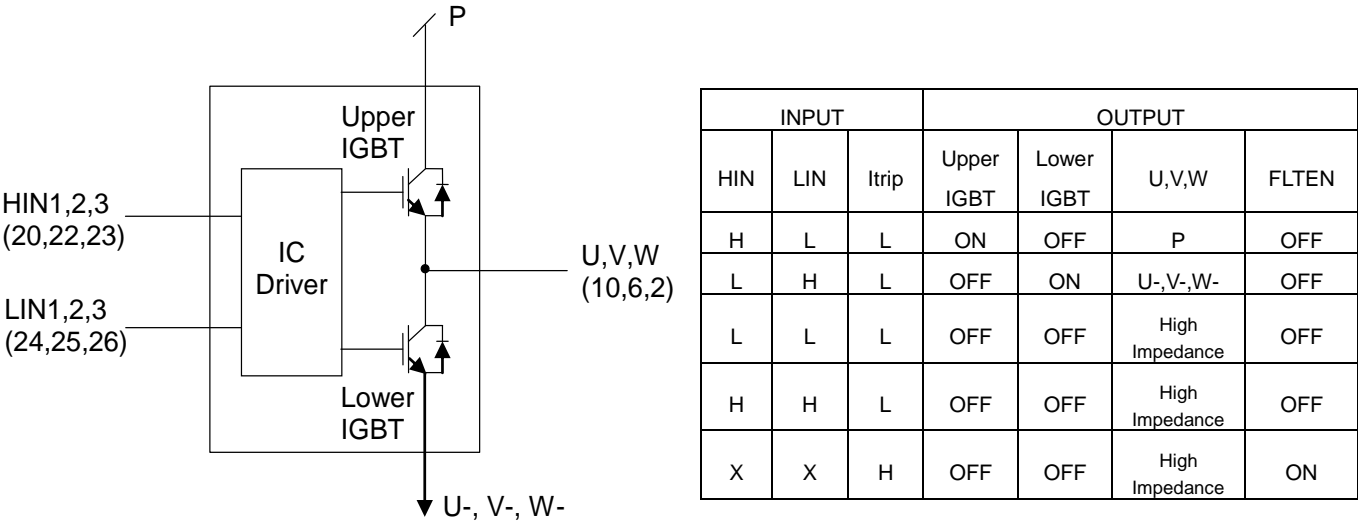 P
Upper
IGBT
HIN1,2,3
(20,22,23)
IC
Driver
U,V,W
(10,6,2)
LIN1,2,3
(24,25,26)
Lower
IGBT
U-, V-, W-
INPUT OUTPUT
HIN LIN Itrip Upper IGBT Lower IGBT U,V,W FLTEN
H L L ON OFF P OFF
L H L OFF ON U-,V-,W- OFF
L L L OFF OFF High Impedance OFF
H H L OFF OFF High Impedance OFF
X X H OFF OFF High Impedance ON